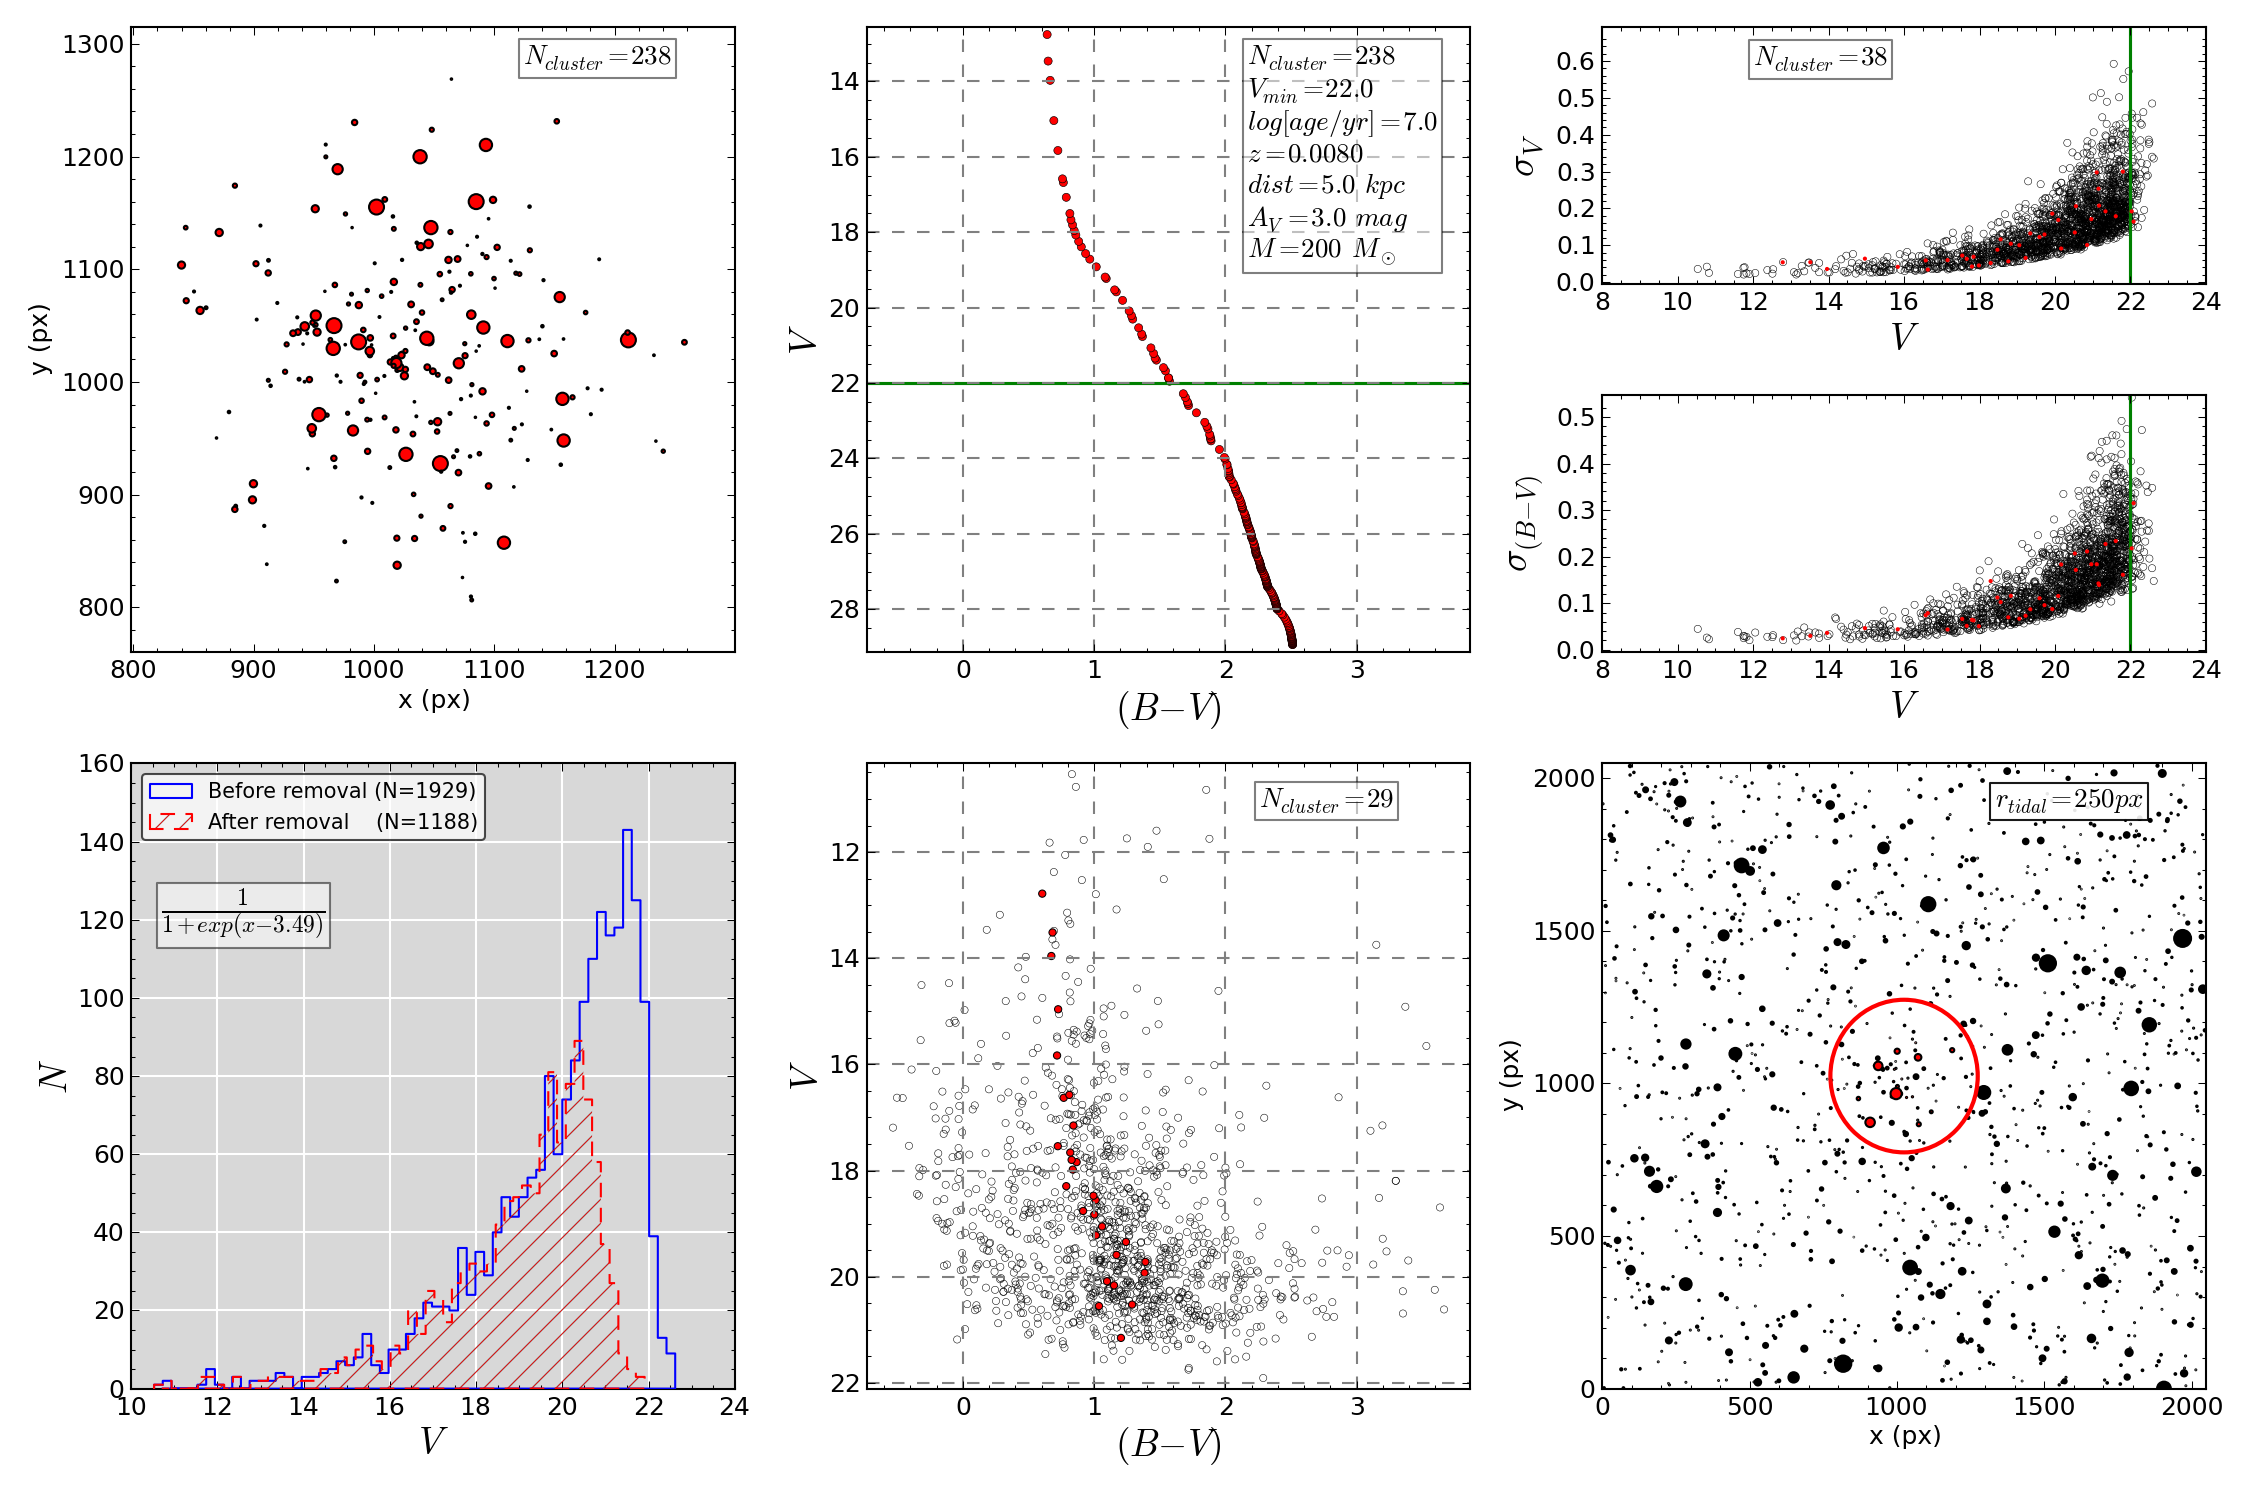 1300
1200
1100
1000
900
800
800 900 1000 1100 1200
x (px)
y (px)
N_cluster=238
14
16
18
20
22
24
26
28
0 1 2 3
(B−V)
V
N_cluster=238
V_min=22.0
log[age/yr]=7.0
z=0.0080
dist=5.0 kpc
A_V=3.0 mag
M=200 M_⊙
N_cluster=38
0.6
0.5
0.4
0.3
0.2
0.1
0.0
σ_V
8 10 12 14 16 18 20 22 24
V
0.5
0.4
0.3
0.2
0.1
0.0
σ_(B−V)
8 10 12 14 16 18 20 22 24
V
160
140
120
100
80
60
40
20
0
N
10 12 14 16 18 20 22 24
V
Before removal (N=1929)
After removal (N=1188)
1
1+exp(x−3.49)
12
14
16
18
20
22
V
0 1 2 3
(B−V)
N_cluster=29
2000
1500
1000
500
0
y (px)
0 500 1000 1500 2000
x (px)
r_tidal=250px